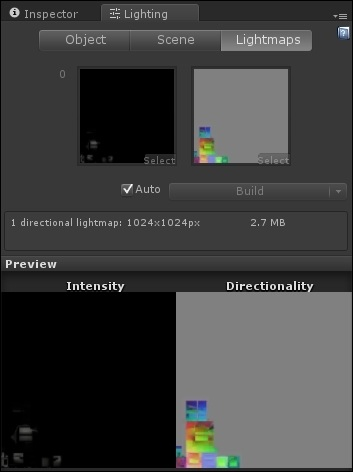 Inspector Lighting
Object Scene Lightmaps
0
Select Select
Auto Build
1 directional lightmap: 1024x1024px 2.7 MB
Preview
Intensity Directionality